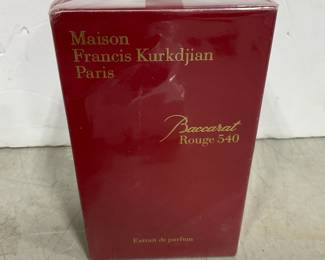 Maison
Francis Kurkdjian
Paris
Baccarat
Rouge 540
Extrait de parfum